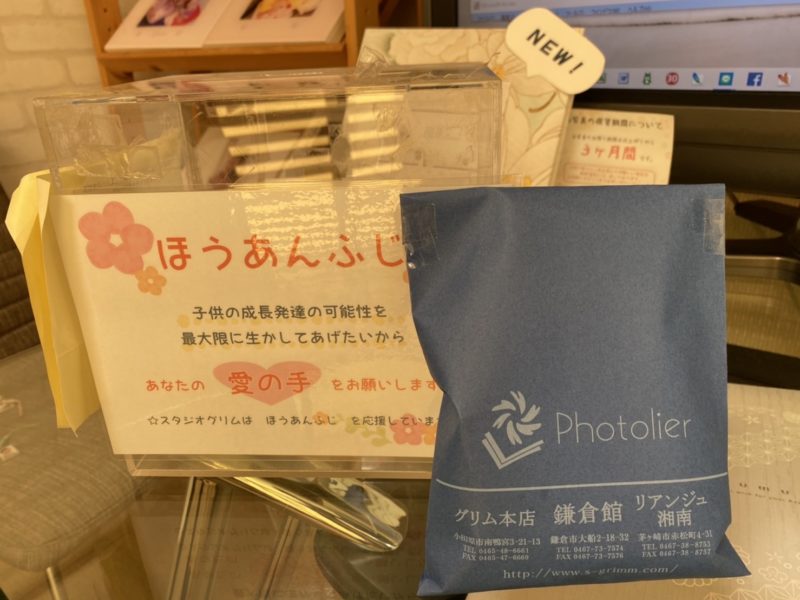 NEW!
3ヶ月間です。
ほうあんふじ
子供の成長発達の可能性を
最大限に生かしてあげたいから
あなたの 愛の手 をお願いします
☆スタジオグリムは ほうあんふじ を応援していま
Photolier
グリム本店
小田原市南鴨宮3-21-13
TEL 0465-48-6661
FAX 0465-47-6660
鎌倉館
鎌倉市大船2-18-32
TEL 0467-73-7574
FAX 0467-73-7576
リアンジュ
湘南
茅ヶ崎市赤松町4-31
TEL 0467-38-8755
FAX 0467-38-8757
http://www.s-grimm.com/